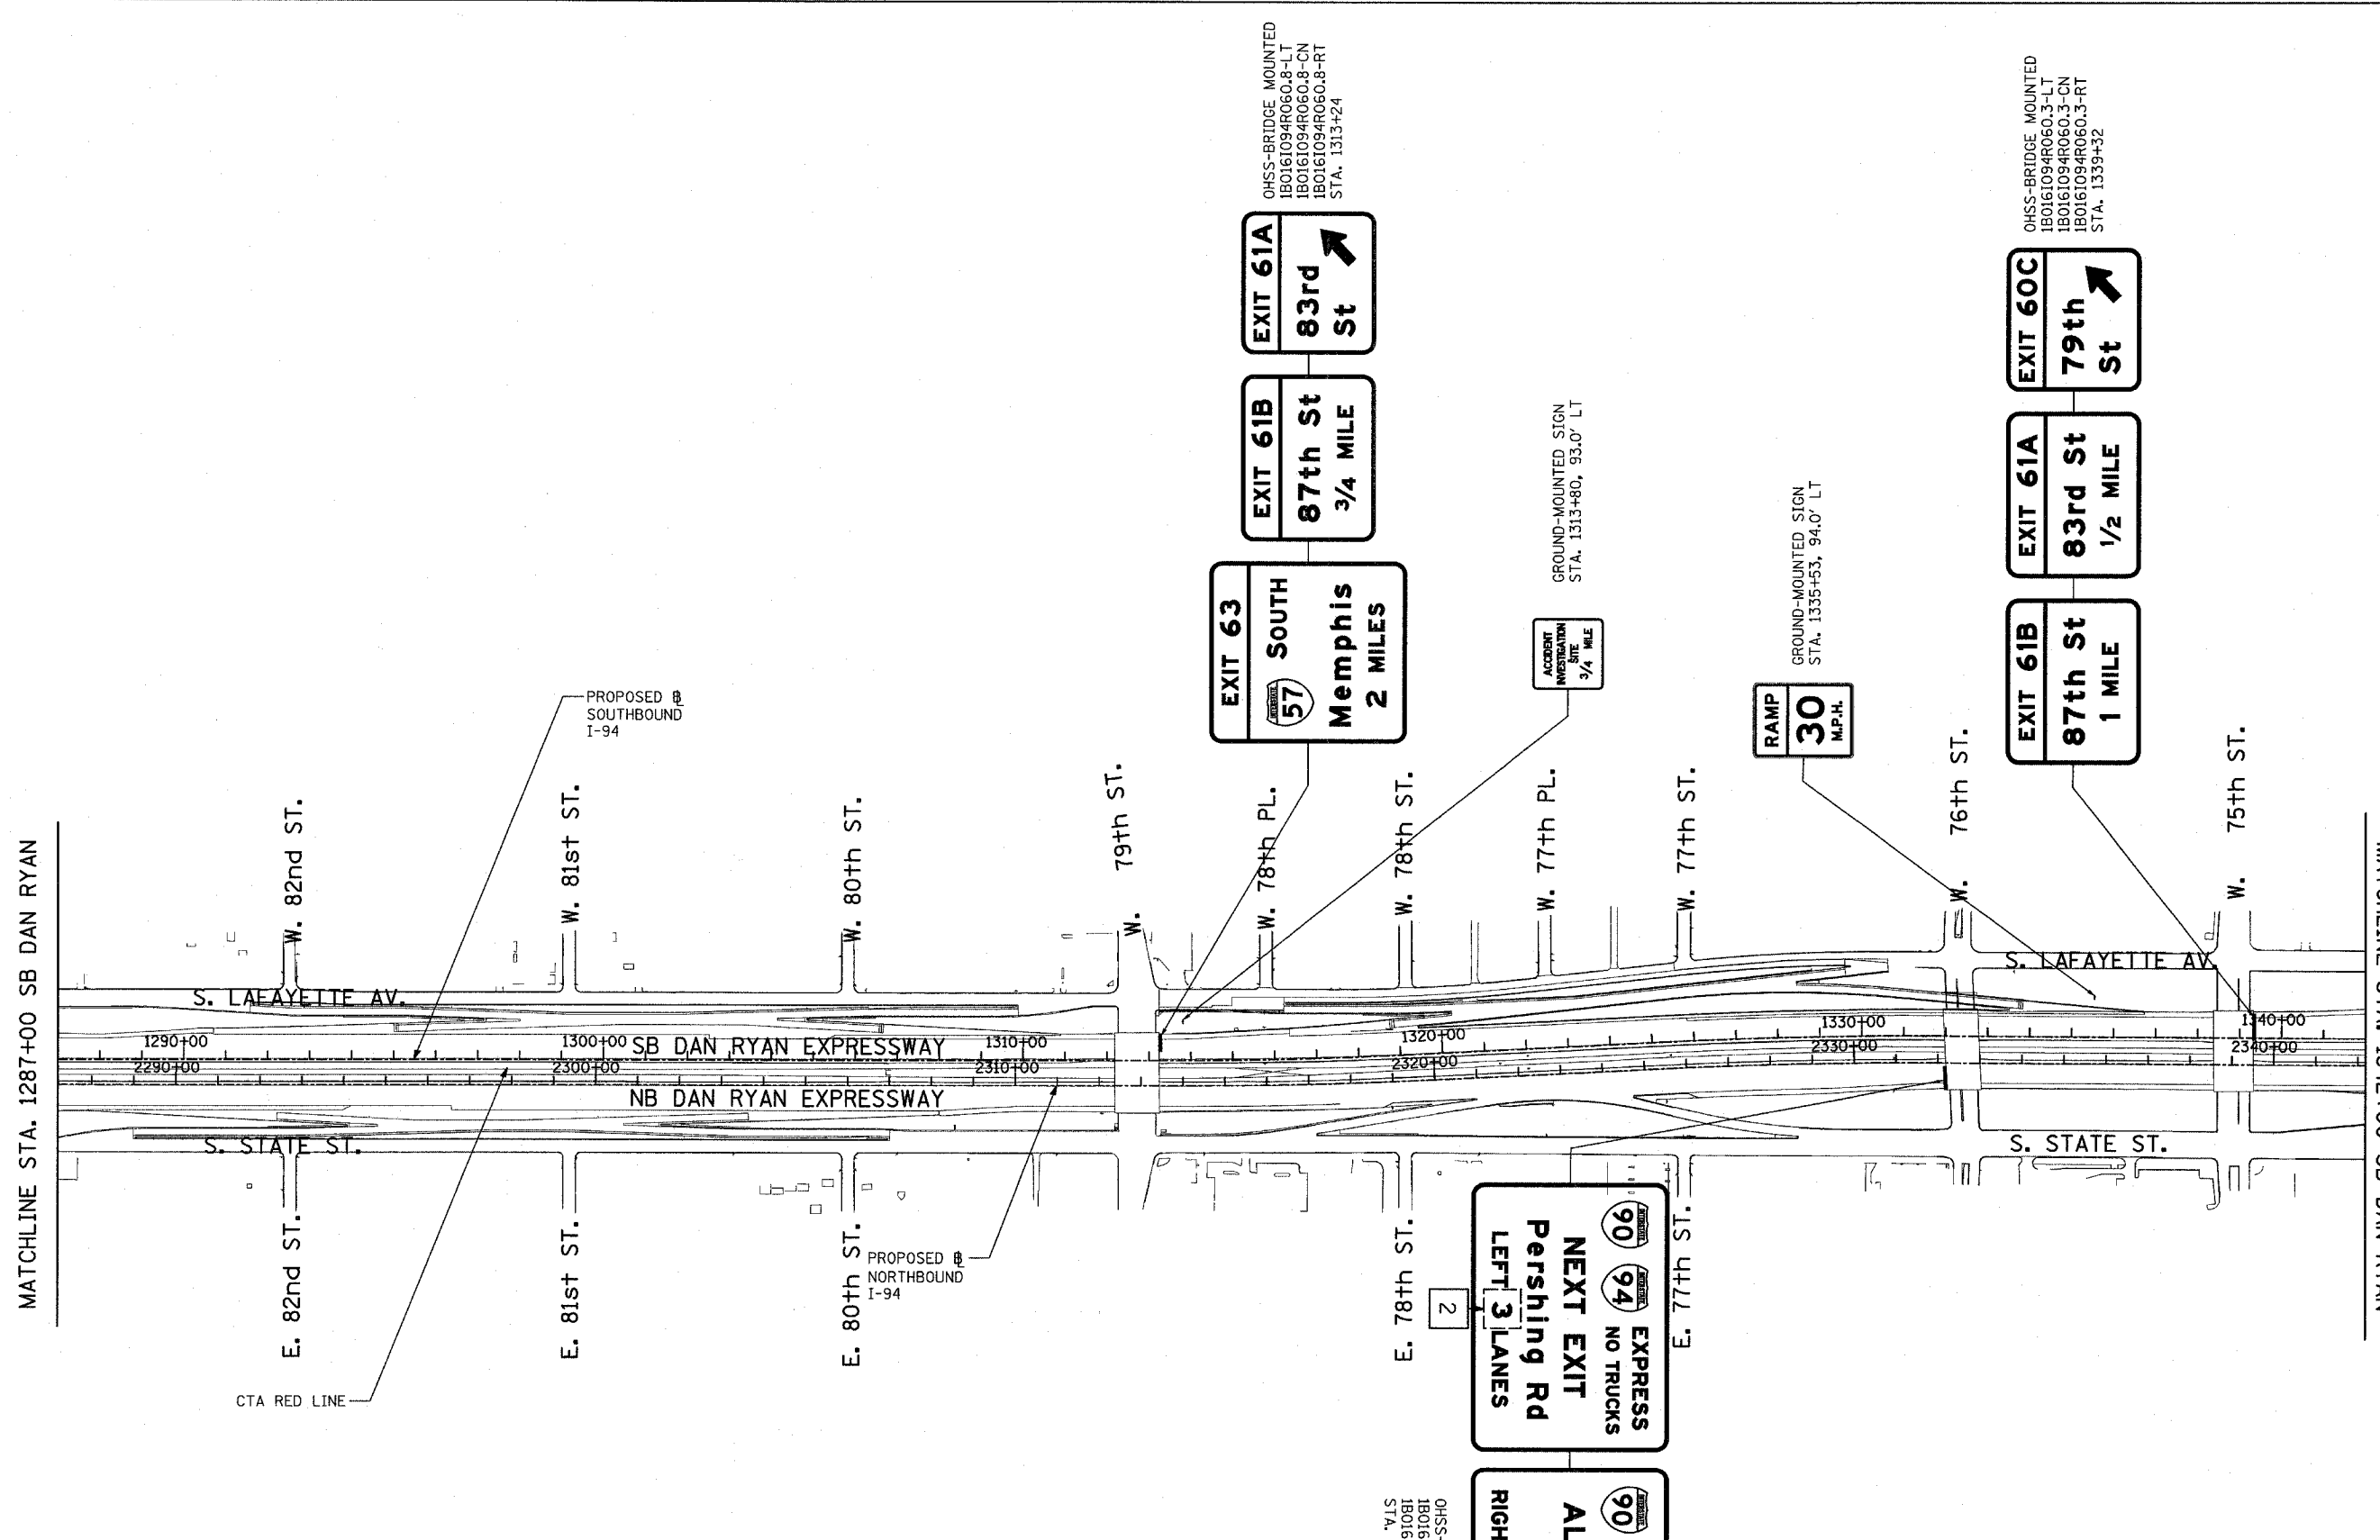 OHSS-BRIDGE MOUNTED
1B016I094R060.8-LT
1B016I094R060.8-CN
1B016I094R060.8-RT
STA. 1313+24
EXIT 61A
83rd
St
EXIT 61B
87th St
3/4 MILE
EXIT 63
INTERSTATE
57 SOUTH
Memphis
2 MILES
GROUND-MOUNTED SIGN
STA. 1313+80, 93.0' LT
ACCIDENT
INVESTIGATION
SITE
3/4 MILE
GROUND-MOUNTED SIGN
STA. 1335+53, 94.0' LT
RAMP
30
M.P.H.
OHSS-BRIDGE MOUNTED
1B016I094R060.3-LT
1B016I094R060.3-CN
1B016I094R060.3-RT
STA. 1339+32
EXIT 60C
79th
St
EXIT 61A
83rd St
1/2 MILE
EXIT 61B
87th St
1 MILE
PROPOSED BL
SOUTHBOUND
I-94
MATCHLINE STA. 1287+00 SB DAN RYAN
W. 82nd ST.
W. 81st ST.
W. 80th ST.
W. 79th ST.
W. 78th PL.
W. 78th ST.
W. 77th PL.
W. 77th ST.
W. 76th ST.
W. 75th ST.
S. LAFAYETTE AV.
S. LAFAYETTE AV.
1290+00
1300+00
SB DAN RYAN EXPRESSWAY
1310+00
1320+00
1330+00
1340+00
2290+00
2300+00
2310+00
2320+00
2330+00
2340+00
NB DAN RYAN EXPRESSWAY
S. STATE ST.
S. STATE ST.
E. 82nd ST.
E. 81st ST.
E. 80th ST.
E. 78th ST.
E. 77th ST.
PROPOSED BL
NORTHBOUND
I-94
CTA RED LINE
2
INTERSTATE INTERSTATE
90 94 EXPRESS
NO TRUCKS
NEXT EXIT
Pershing Rd
LEFT 3 LANES
INTERSTATE
90
AL
RIGH
OHSS-
1B016
1B016
STA.